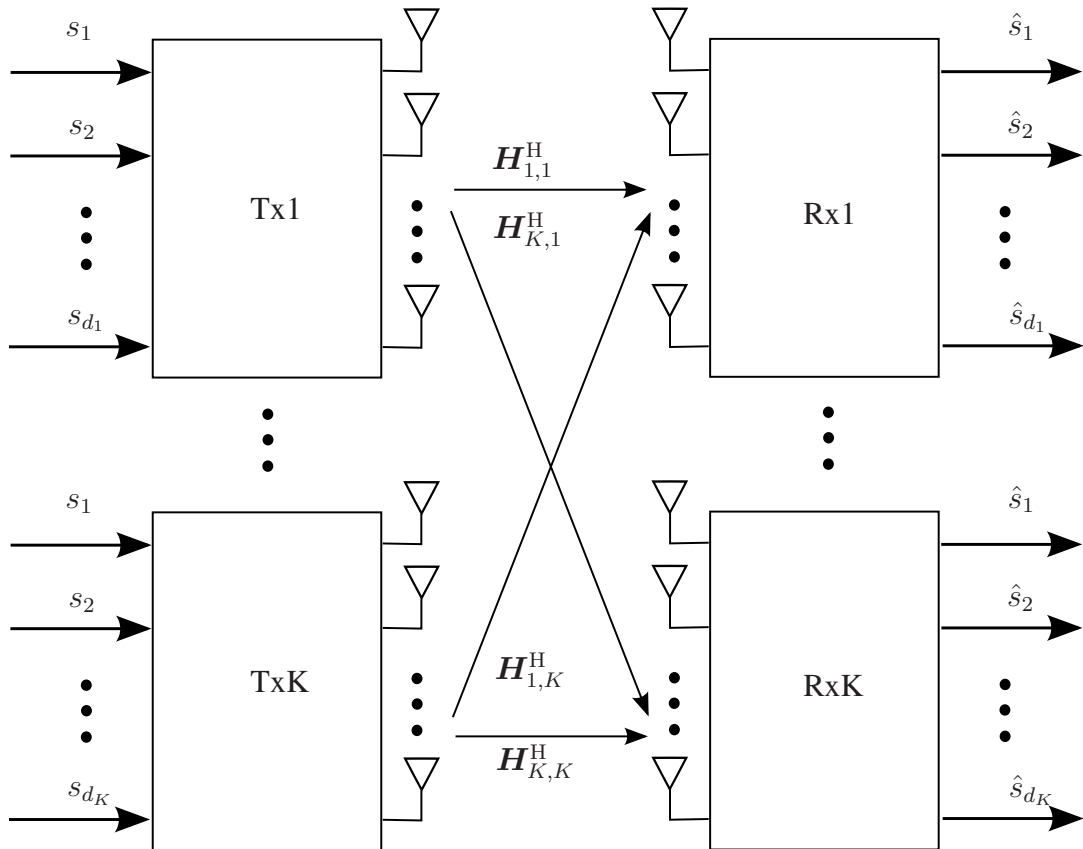 s_1
s_2
s_{d_1}
Tx1
H^H_{1,1}
H^H_{K,1}
Rx1
ŝ_1
ŝ_2
ŝ_{d_1}
s_1
s_2
s_{d_K}
TxK
H^H_{1,K}
H^H_{K,K}
RxK
ŝ_1
ŝ_2
ŝ_{d_K}